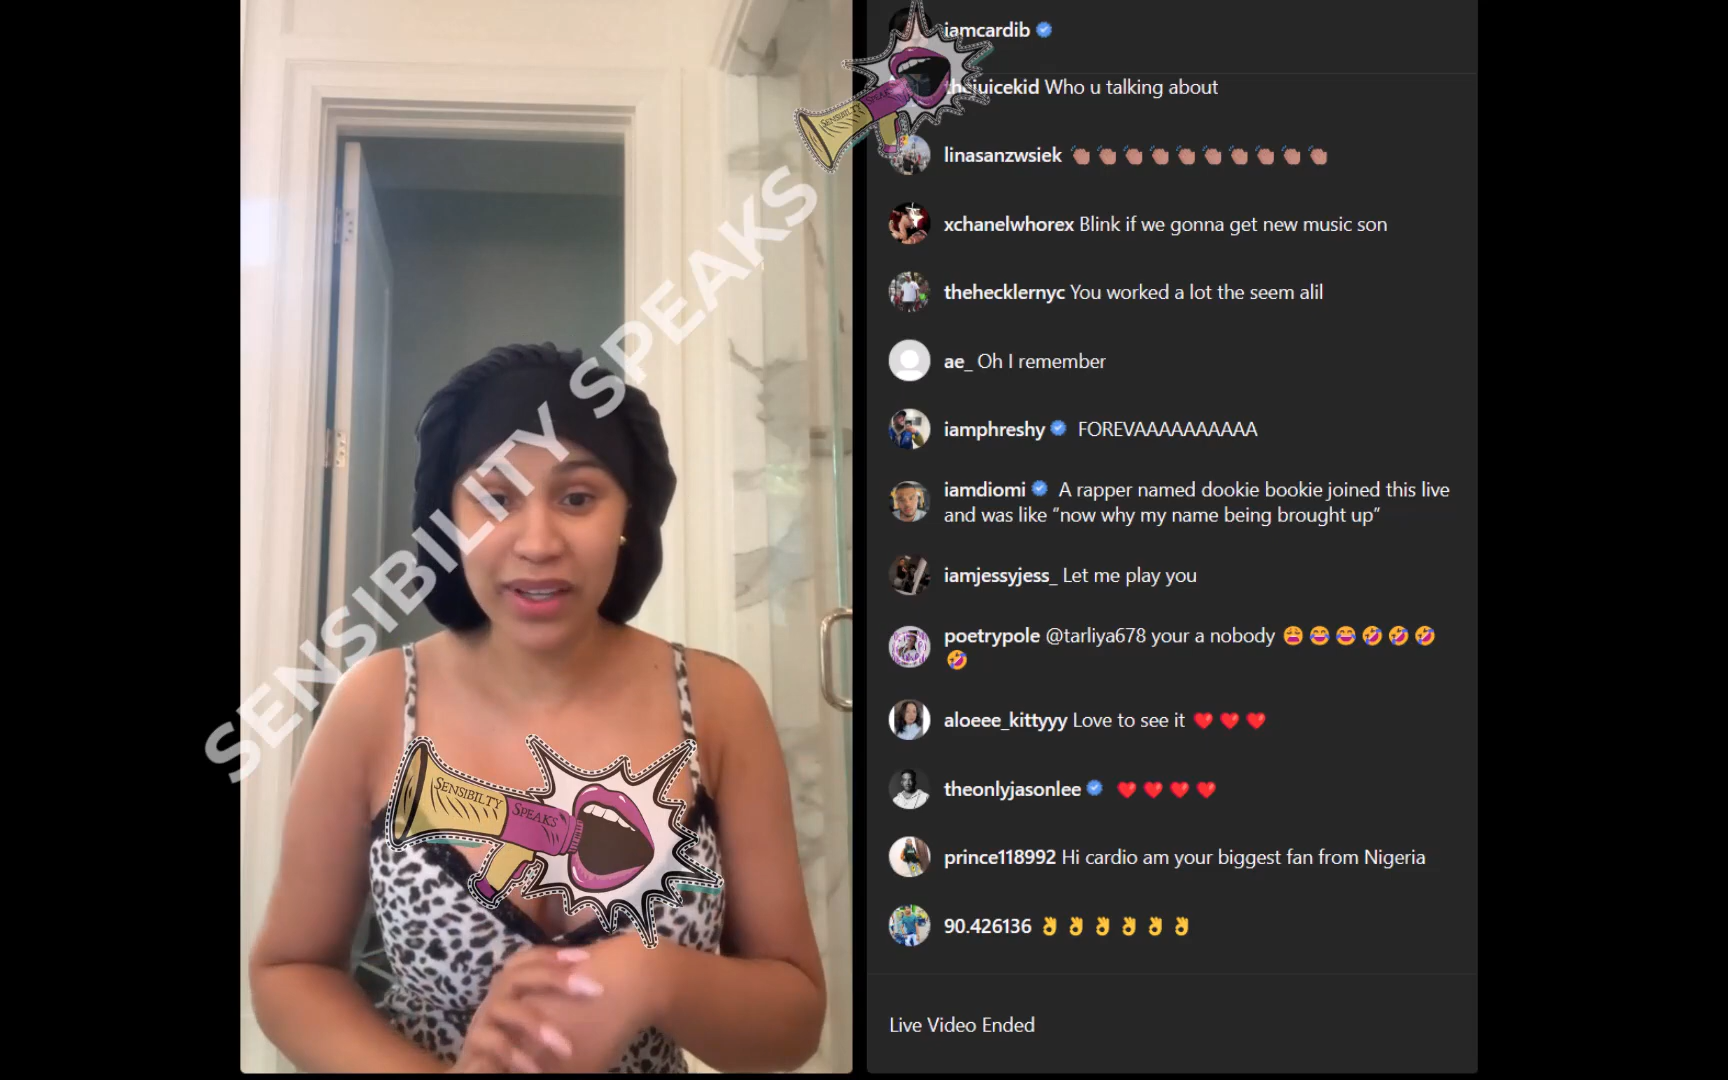 iamcardib
thejuicekid Who u talking about
linasanzwsiek 👏🏽👏🏽👏🏽👏🏽👏🏽👏🏽👏🏽👏🏽👏🏽👏🏽
xchanelwhorex Blink if we gonna get new music son
thehecklernyc You worked a lot the seem alil
ae_ Oh I remember
iamphreshy FOREVAAAAAAAAAA
iamdiomi A rapper named dookie bookie joined this live
and was like “now why my name being brought up”
iamjessyjess_ Let me play you
poetrypole @tarliya678 your a nobody 😩😂😂🤣🤣🤣
🤣
aloeee_kittyyy Love to see it ❤️❤️❤️
theonlyjasonlee ❤️❤️❤️❤️
prince118992 Hi cardio am your biggest fan from Nigeria
90.426136 👌👌👌👌👌👌
Live Video Ended
SENSIBILITY SPEAKS
SENSIBILTY SPEAKS
SENSIBILTY SPEAKS